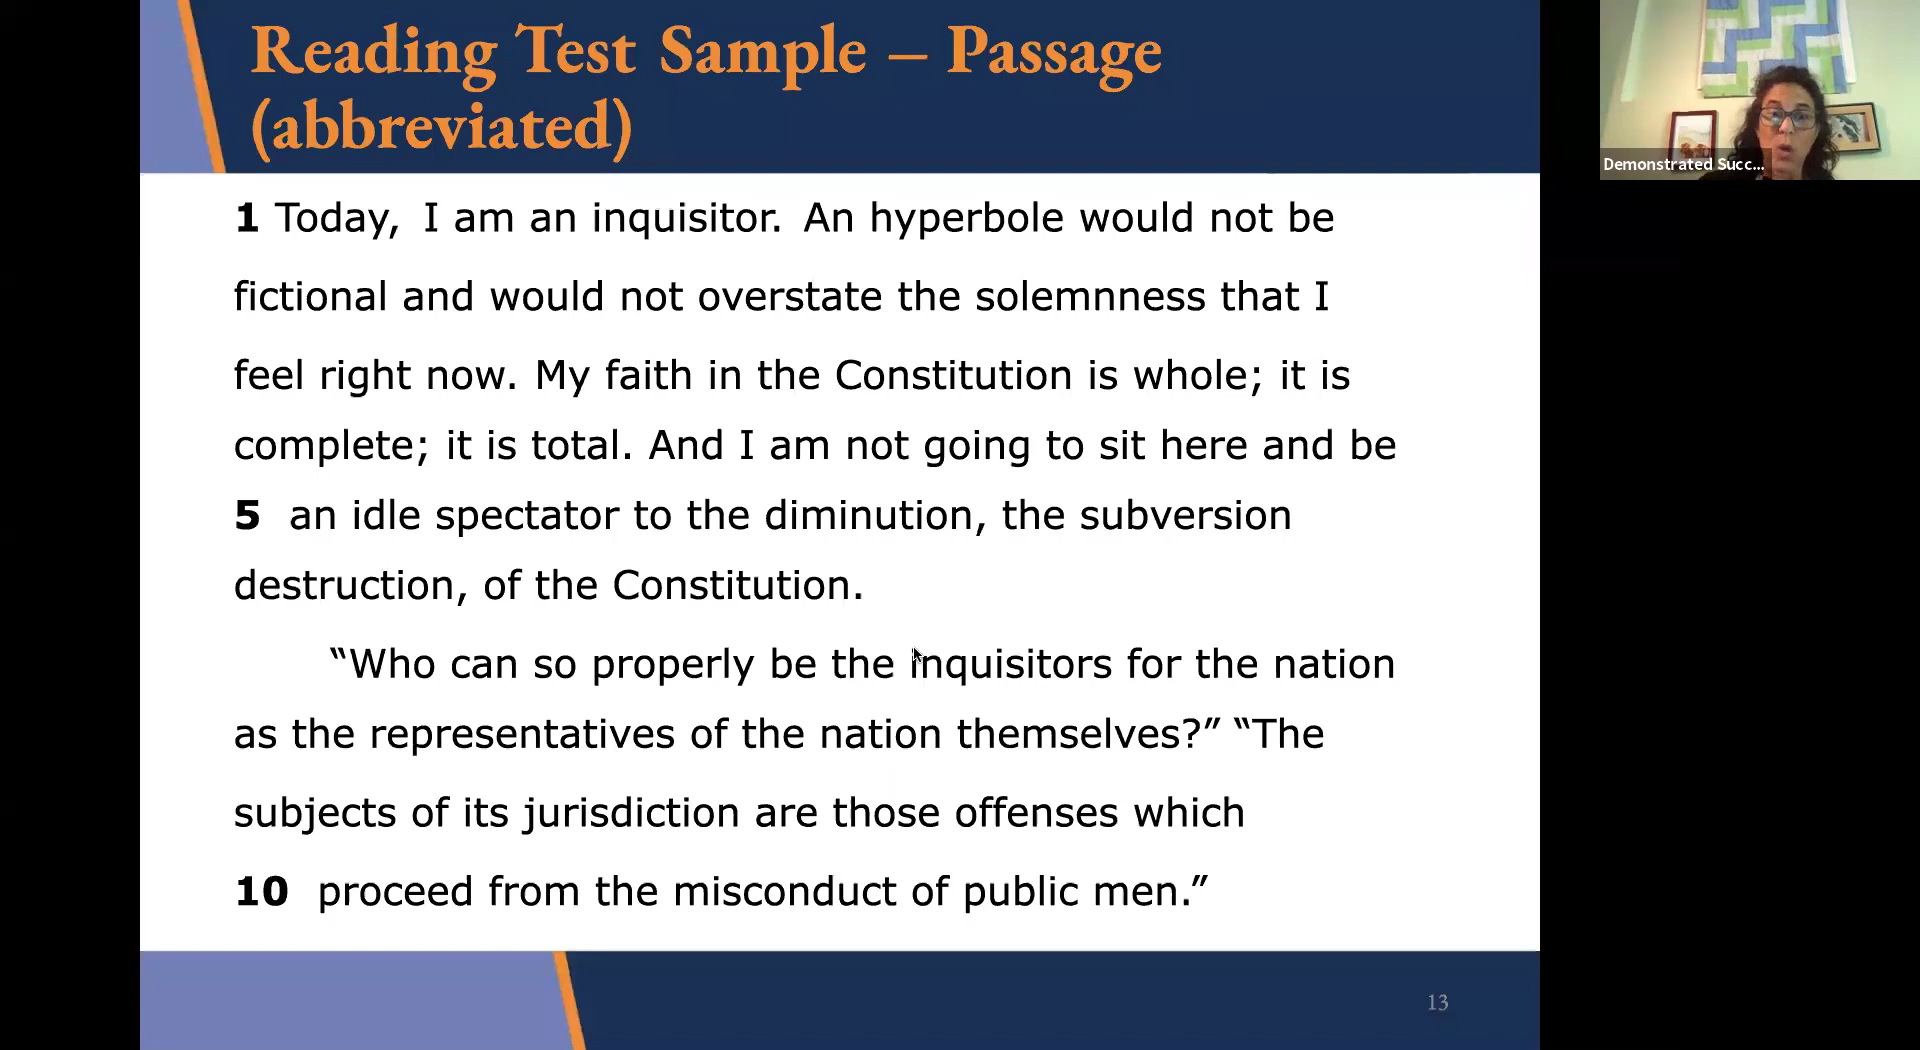 Reading Test Sample – Passage
(abbreviated)
Demonstrated Succ...
1 Today, I am an inquisitor. An hyperbole would not be
fictional and would not overstate the solemnness that I
feel right now. My faith in the Constitution is whole; it is
complete; it is total. And I am not going to sit here and be
5 an idle spectator to the diminution, the subversion
destruction, of the Constitution.
“Who can so properly be the inquisitors for the nation
as the representatives of the nation themselves?” “The
subjects of its jurisdiction are those offenses which
10 proceed from the misconduct of public men.”
13